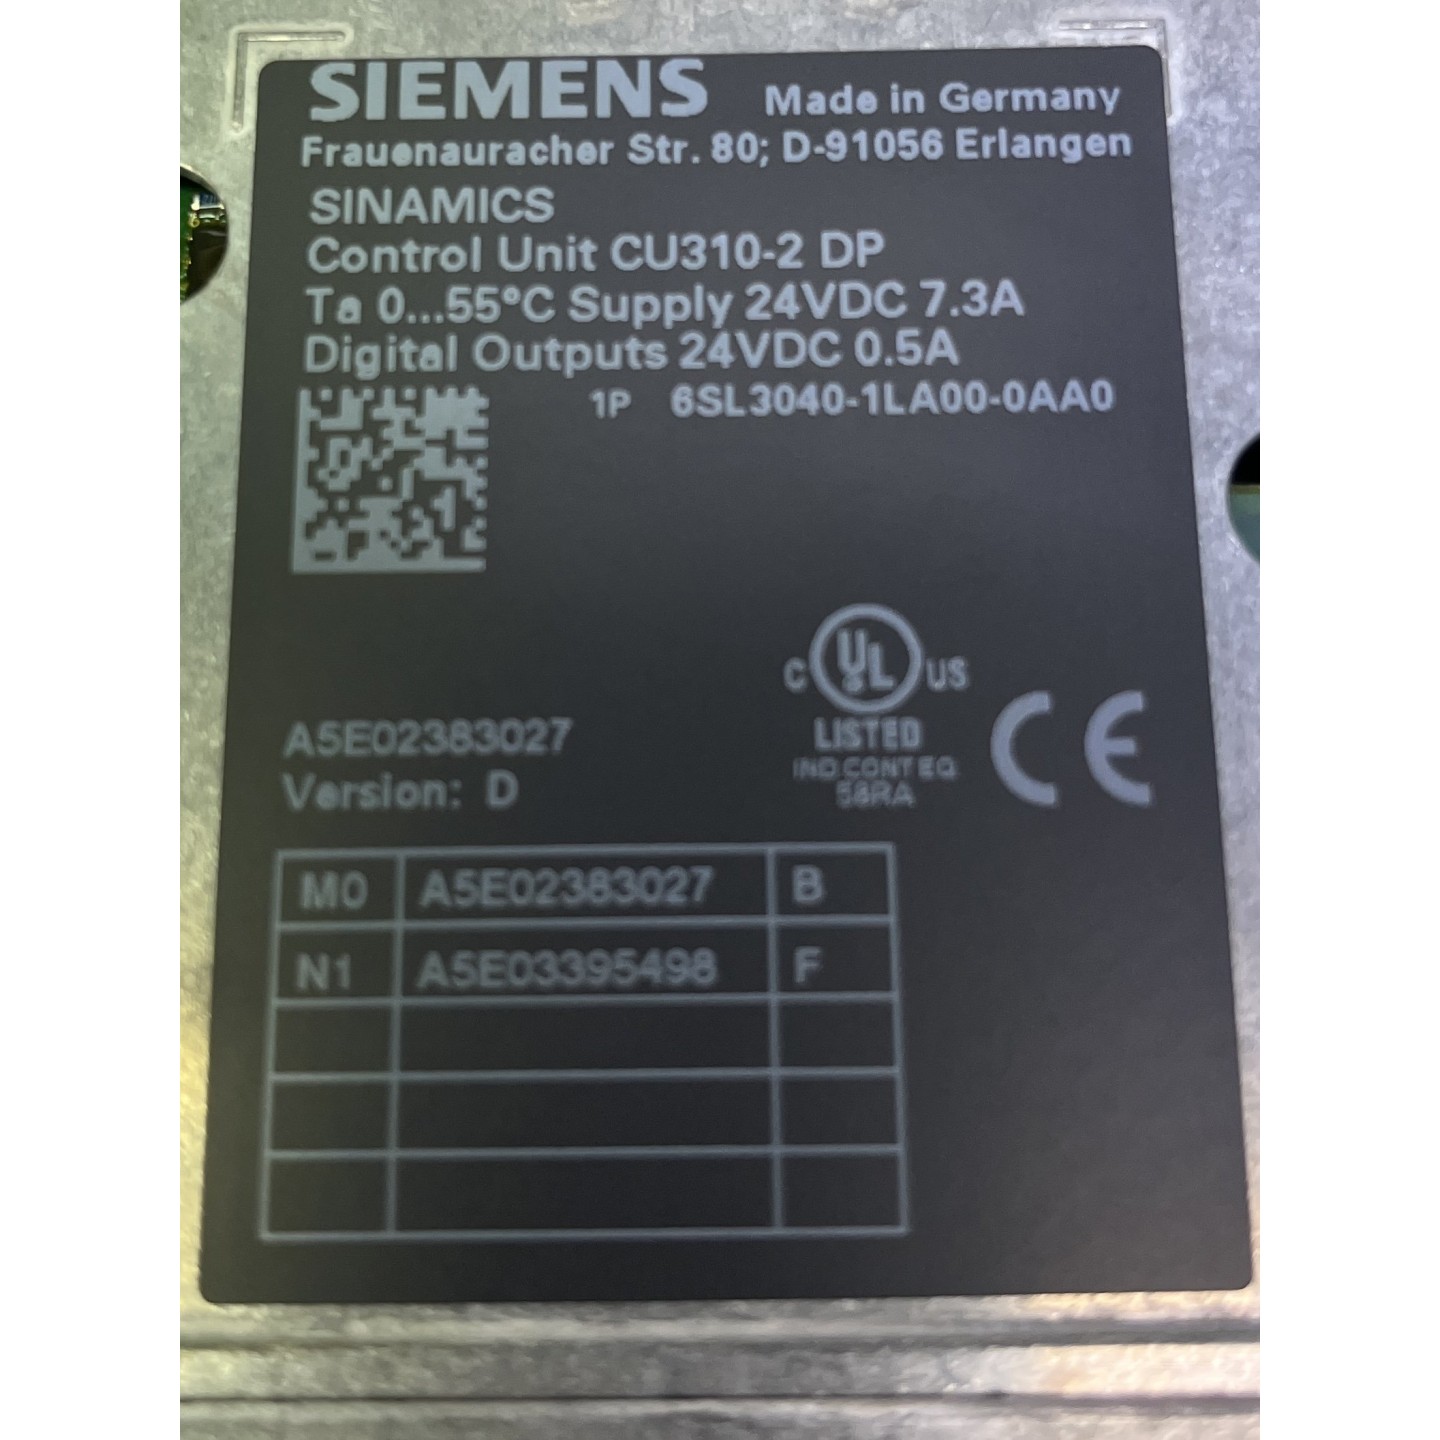 SIEMENS Made in Germany
Frauenauracher Str. 80; D-91056 Erlangen
SINAMICS
Control Unit CU310-2 DP
Ta 0...55°C Supply 24VDC 7.3A
Digital Outputs 24VDC 0.5A
1P 6SL3040-1LA00-0AA0
C UL US
LISTED
IND.CONT.EQ
58RA
CE
A5E02383027
Version: D
M0 A5E02383027 B
N1 A5E03395498 F